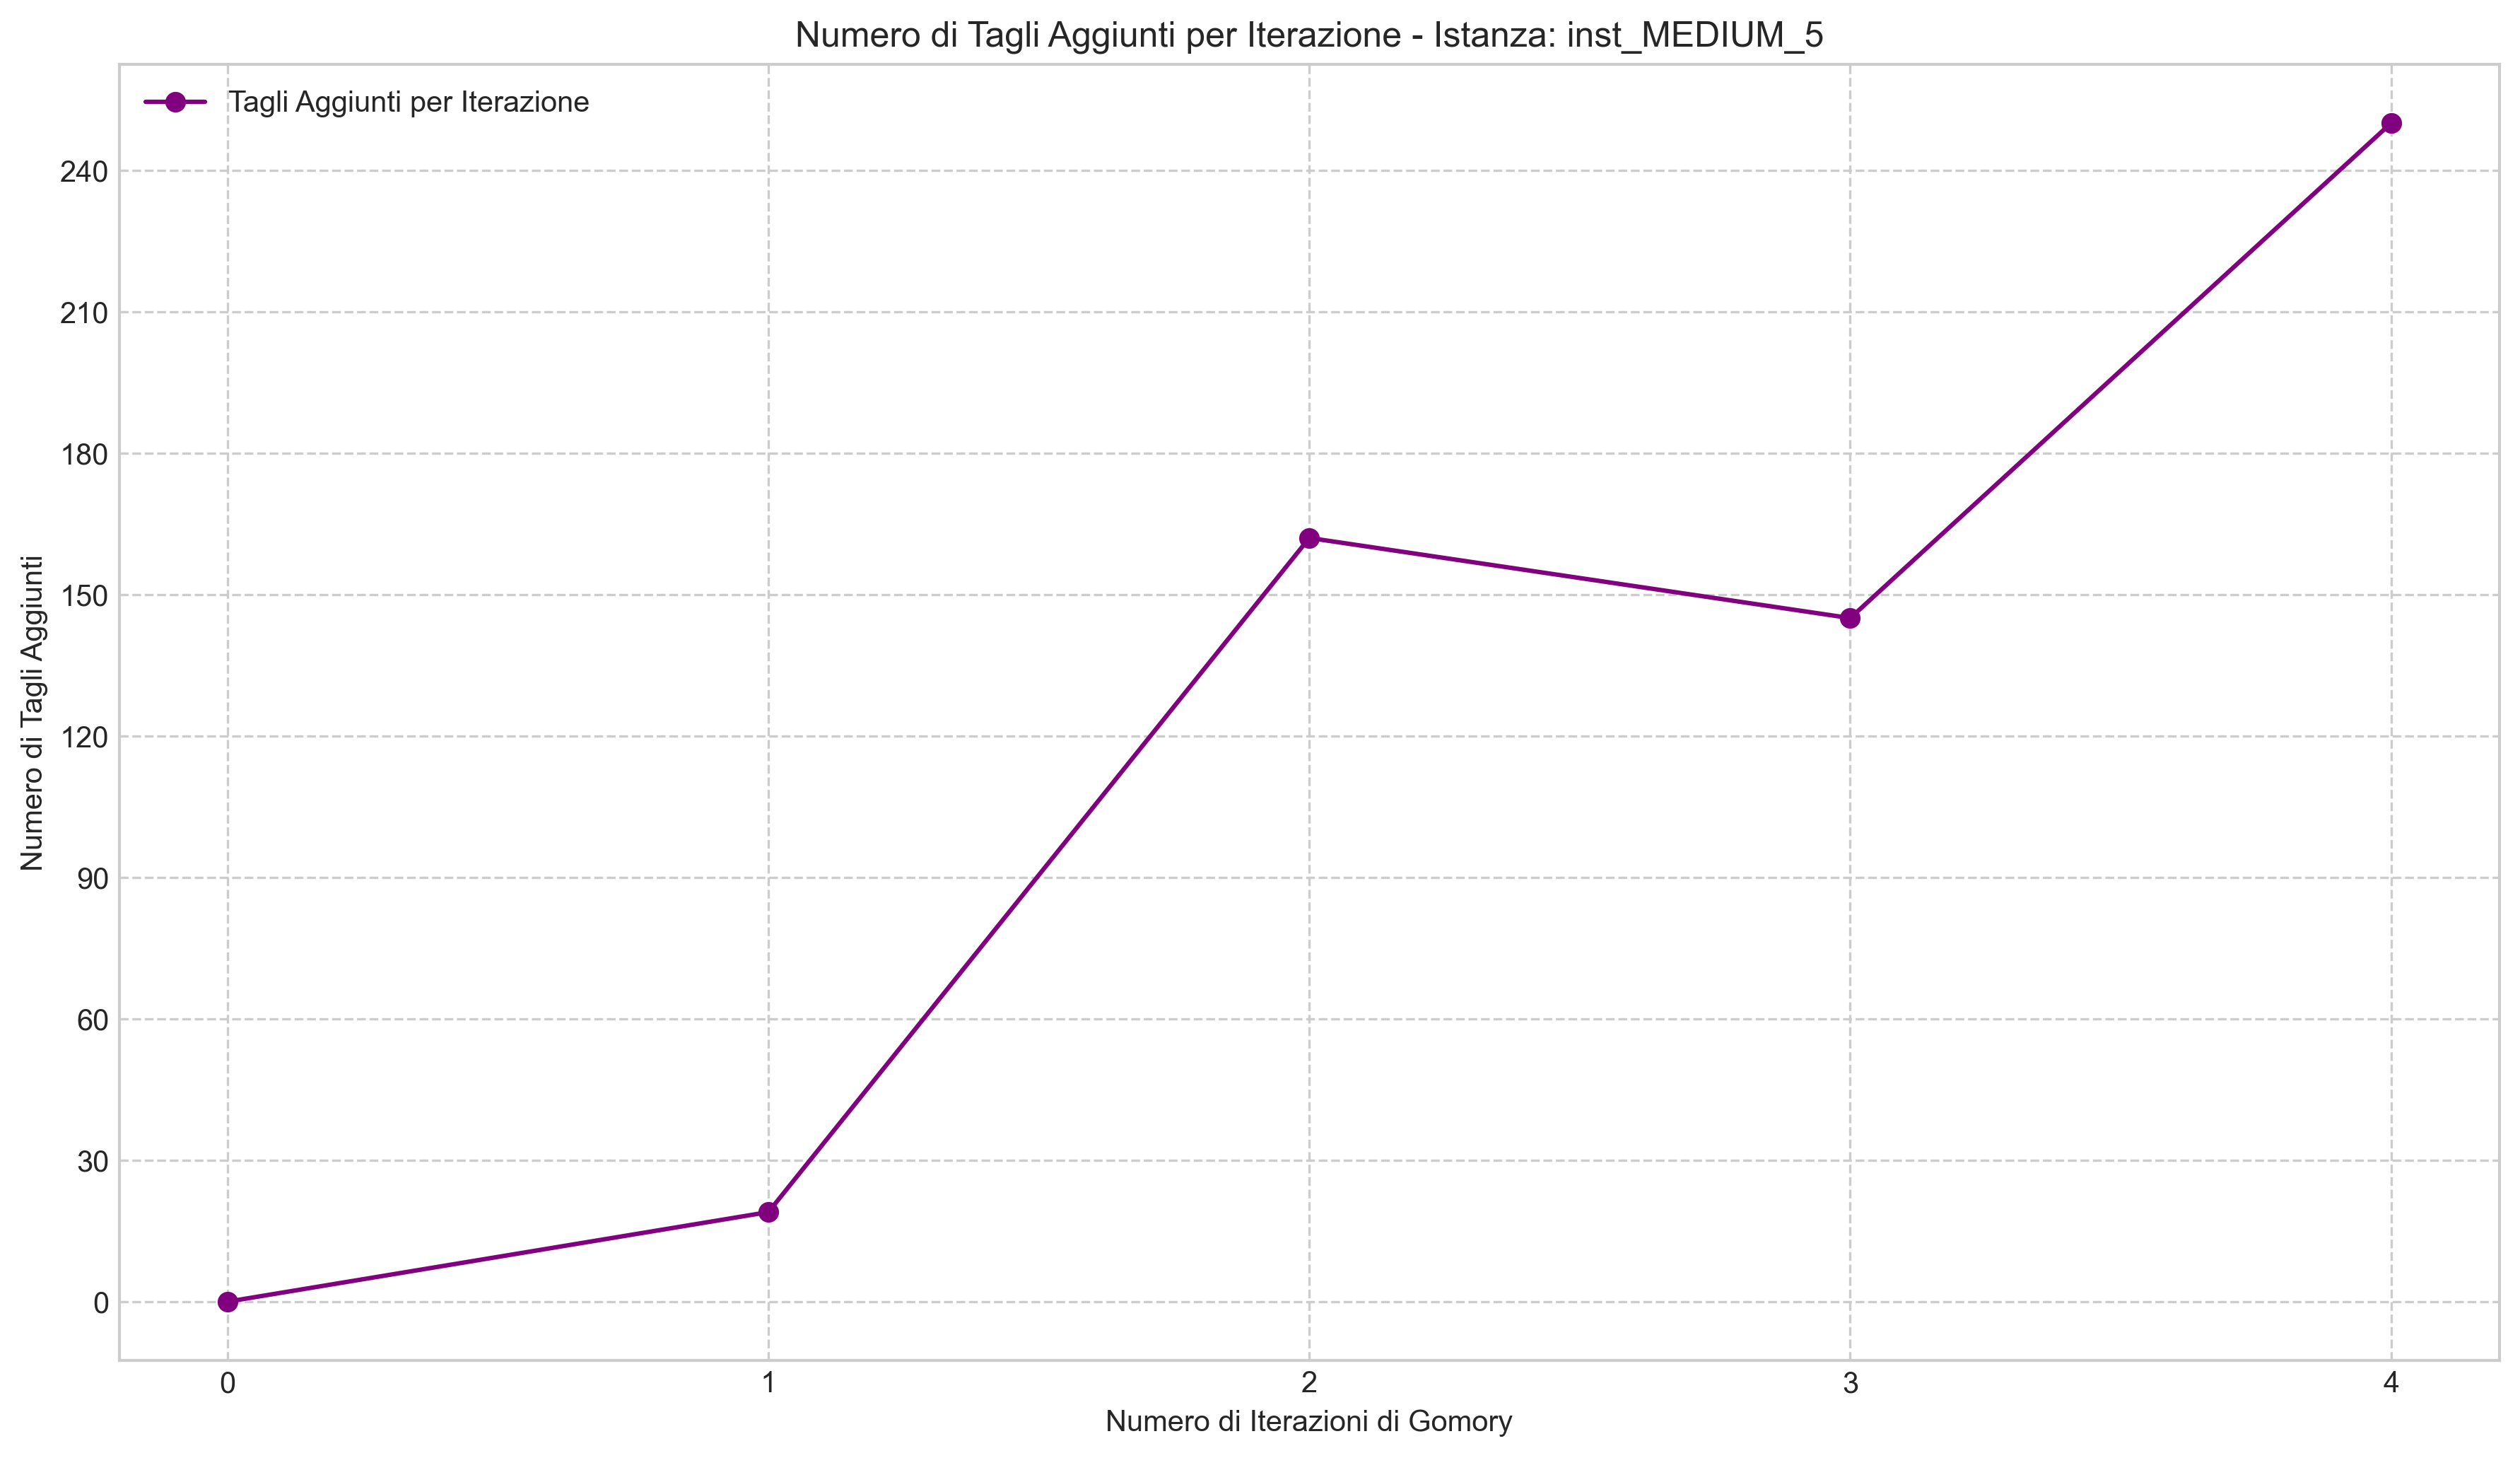 Numero di Tagli Aggiunti per Iterazione - Istanza: inst_MEDIUM_5
Tagli Aggiunti per Iterazione
Numero di Tagli Aggiunti
240
210
180
150
120
90
60
30
0
0 1 2 3 4
Numero di Iterazioni di Gomory